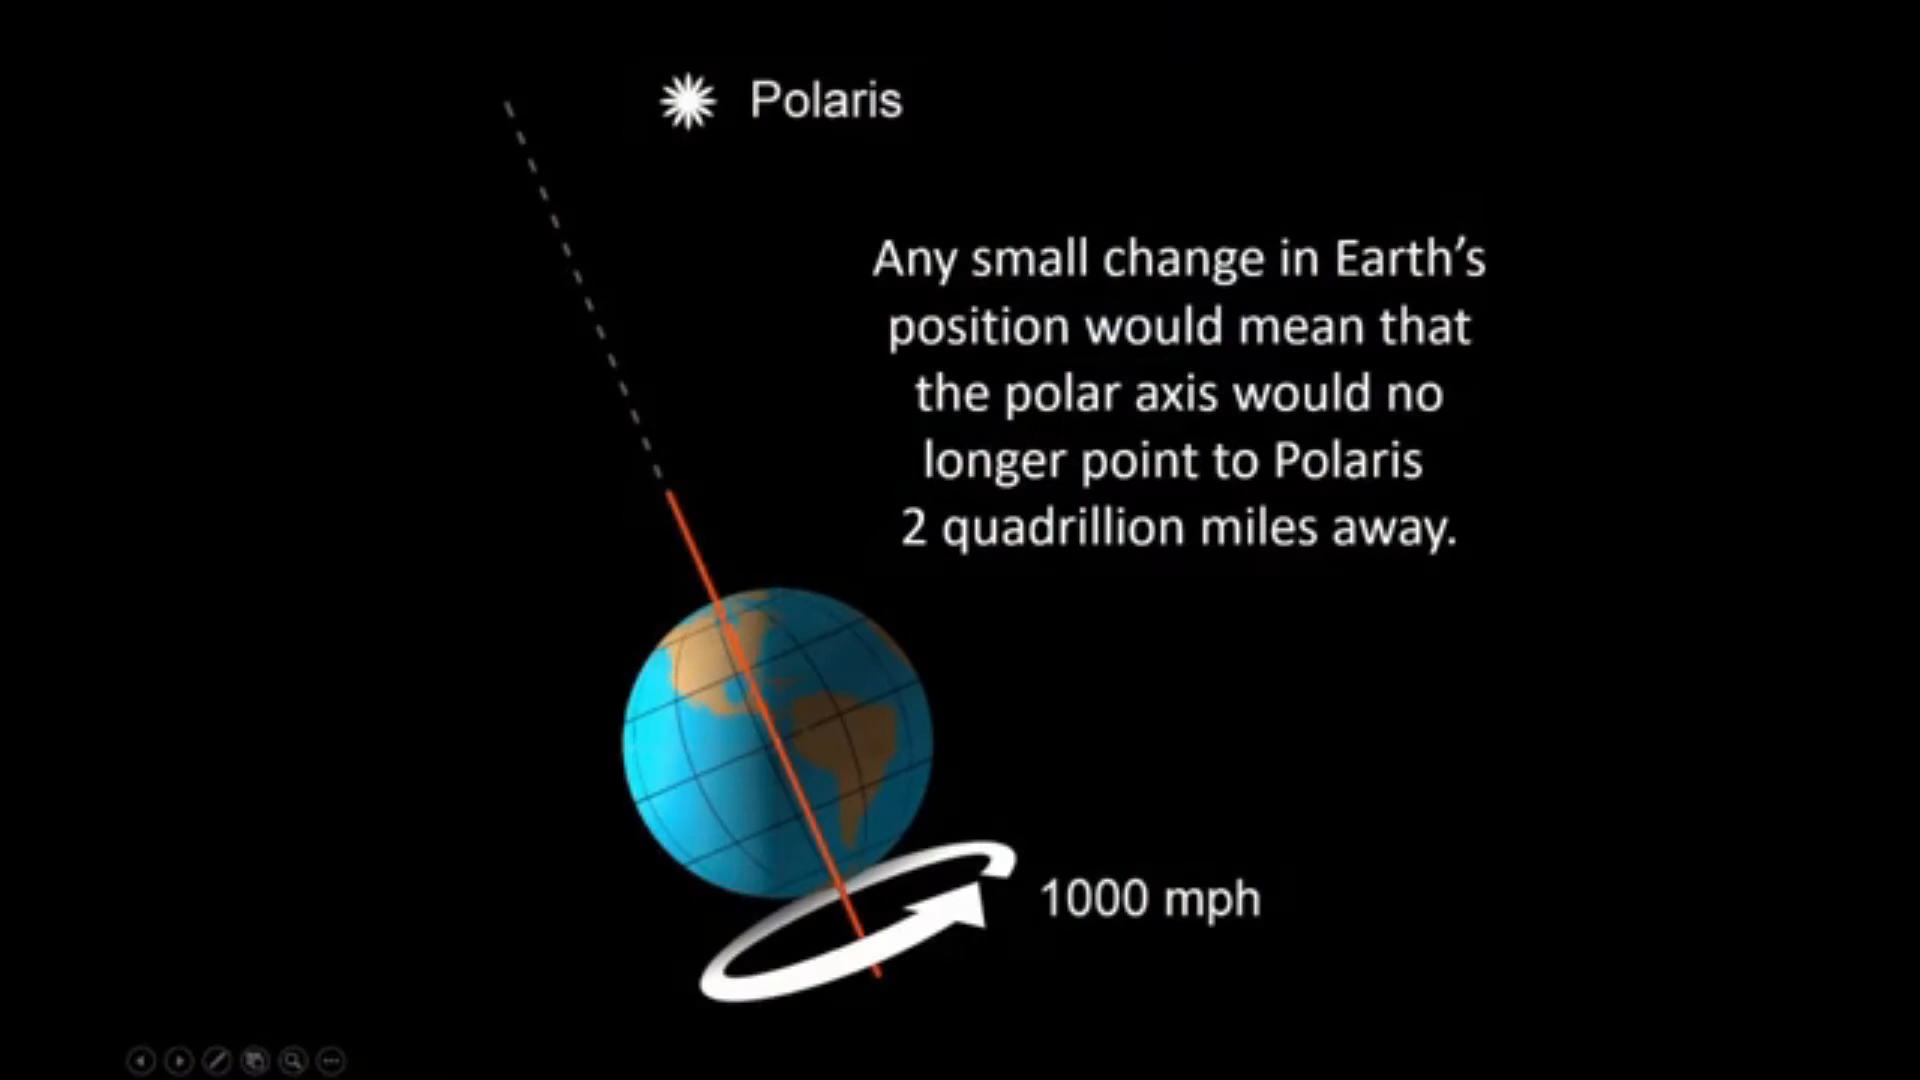 Polaris
Any small change in Earth’s
position would mean that
the polar axis would no
longer point to Polaris
2 quadrillion miles away.
1000 mph